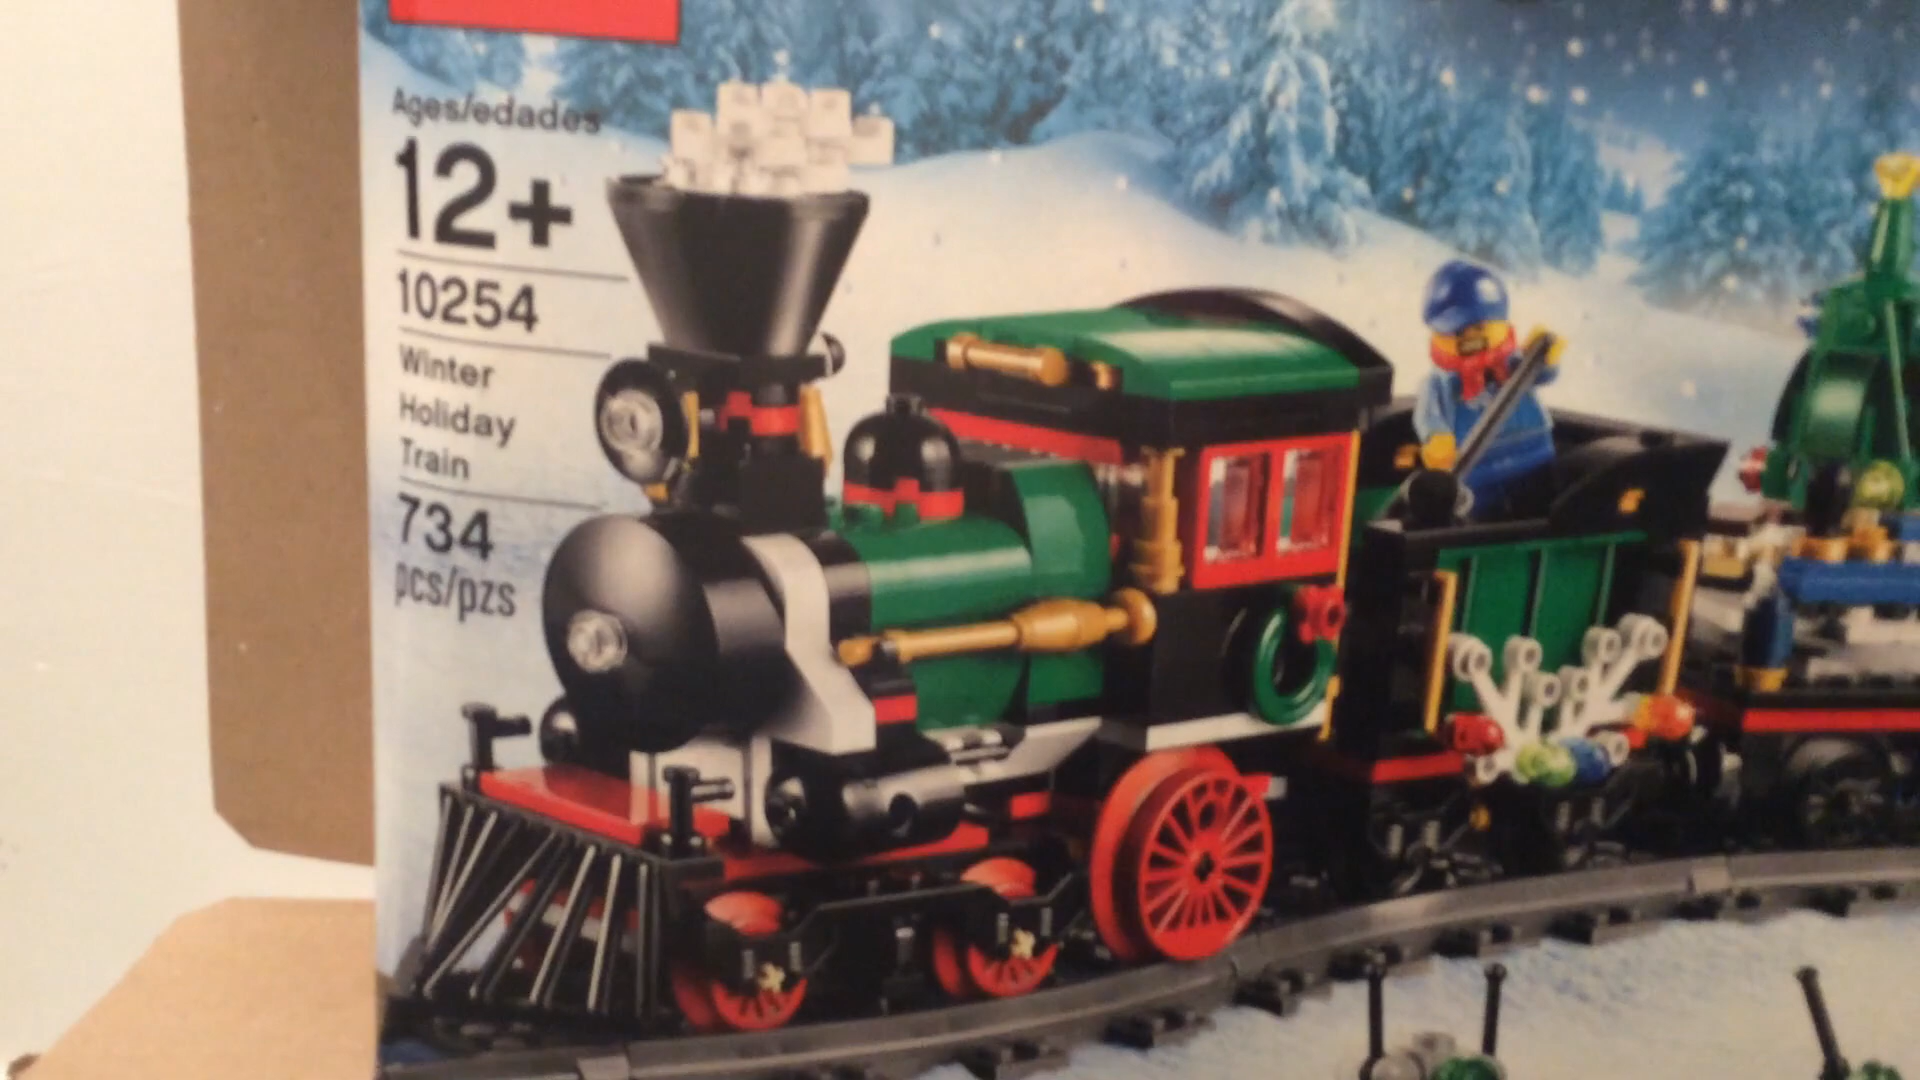 Ages/edades
12+
10254
Winter
Holiday
Train
734
pcs/pzs